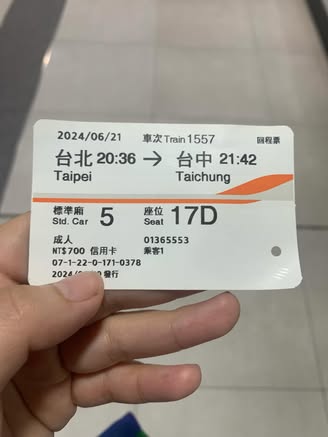 2024/06/21 車次 Train 1557 回程票
台北 20:36 → 台中 21:42
Taipei Taichung
標準廂 5 座位 17D
Std. Car Seat
成人 01365553
NT$700 信用卡 乘客1
07-1-22-0-171-0378
發行